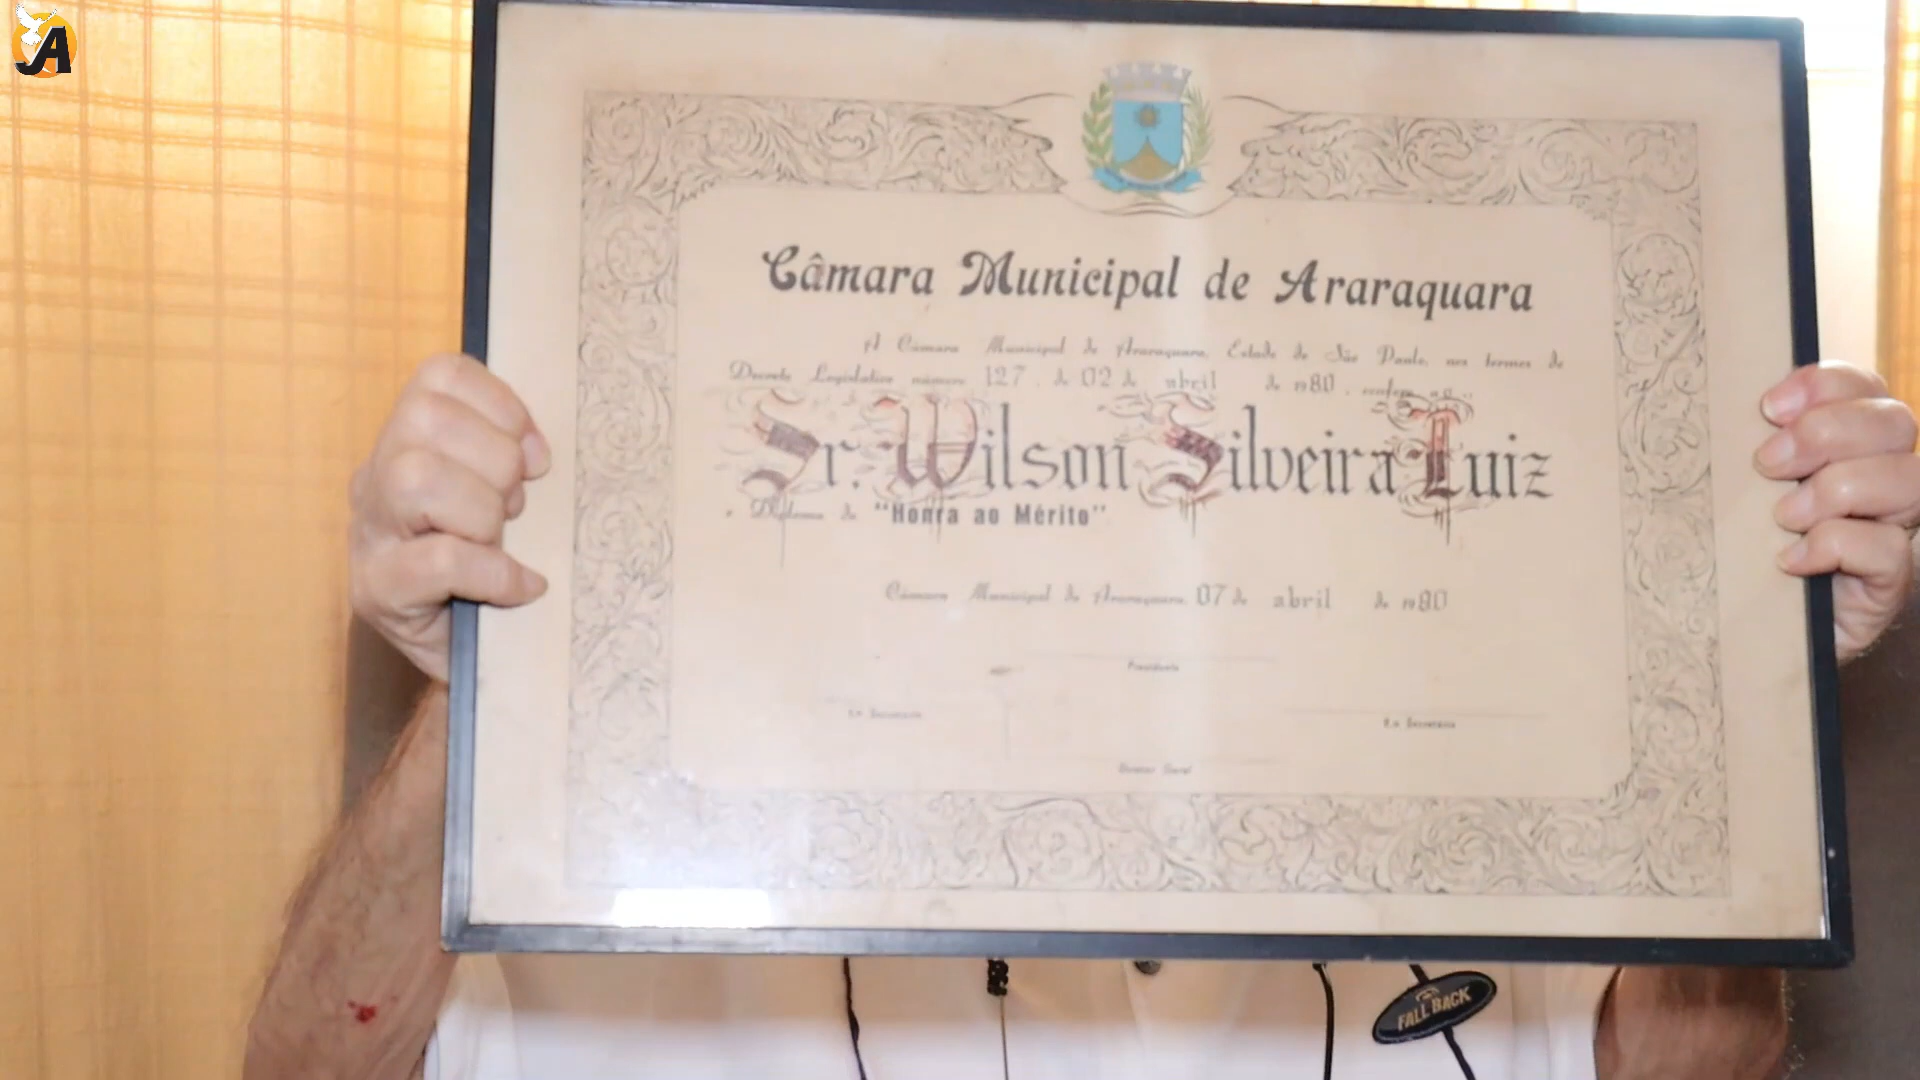 JA
Câmara Municipal de Araraquara
A Câmara Municipal de Araraquara, Estado de São Paulo, nos termos do
Decreto Legislativo número 127, de 02 de abril de 1980, confere ao
Sr. Wilson Silveira Luiz
o Diploma de "Honra ao Mérito"
Câmara Municipal de Araraquara, 07 de abril de 1980
Presidente
1.o Secretário
2.o Secretário
Diretor Geral
FALL BACK